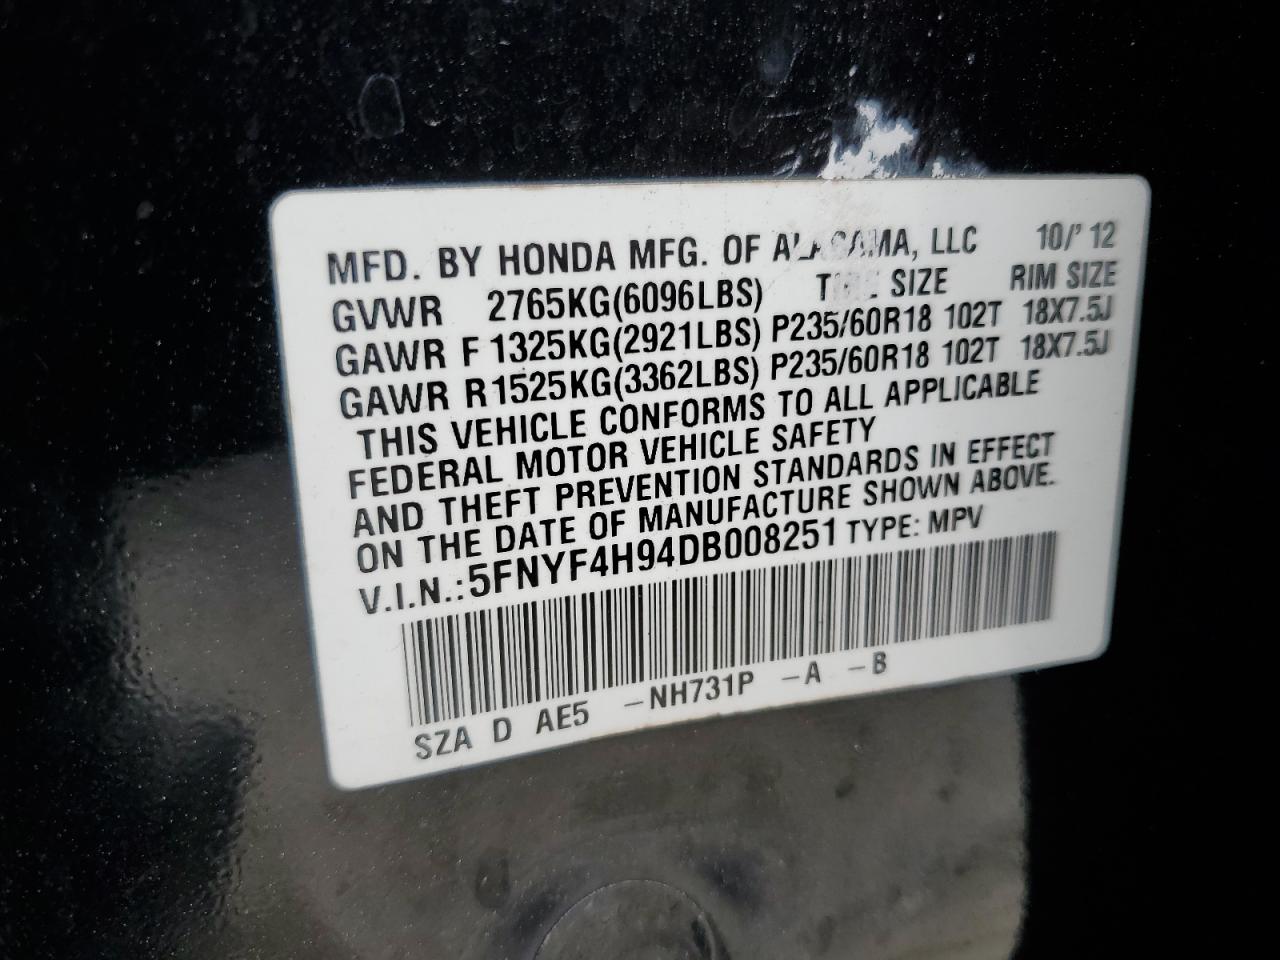 MFD. BY HONDA MFG. OF ALABAMA, LLC 10/' 12
GVWR 2765KG(6096LBS) TIRE SIZE RIM SIZE
GAWR F 1325KG(2921LBS) P235/60R18 102T 18X7.5J
GAWR R1525KG(3362LBS) P235/60R18 102T 18X7.5J
THIS VEHICLE CONFORMS TO ALL APPLICABLE
FEDERAL MOTOR VEHICLE SAFETY
AND THEFT PREVENTION STANDARDS IN EFFECT
ON THE DATE OF MANUFACTURE SHOWN ABOVE.
V.I.N.: 5FNYF4H94DB008251 TYPE: MPV
SZA D AE5 -NH731P -A -B